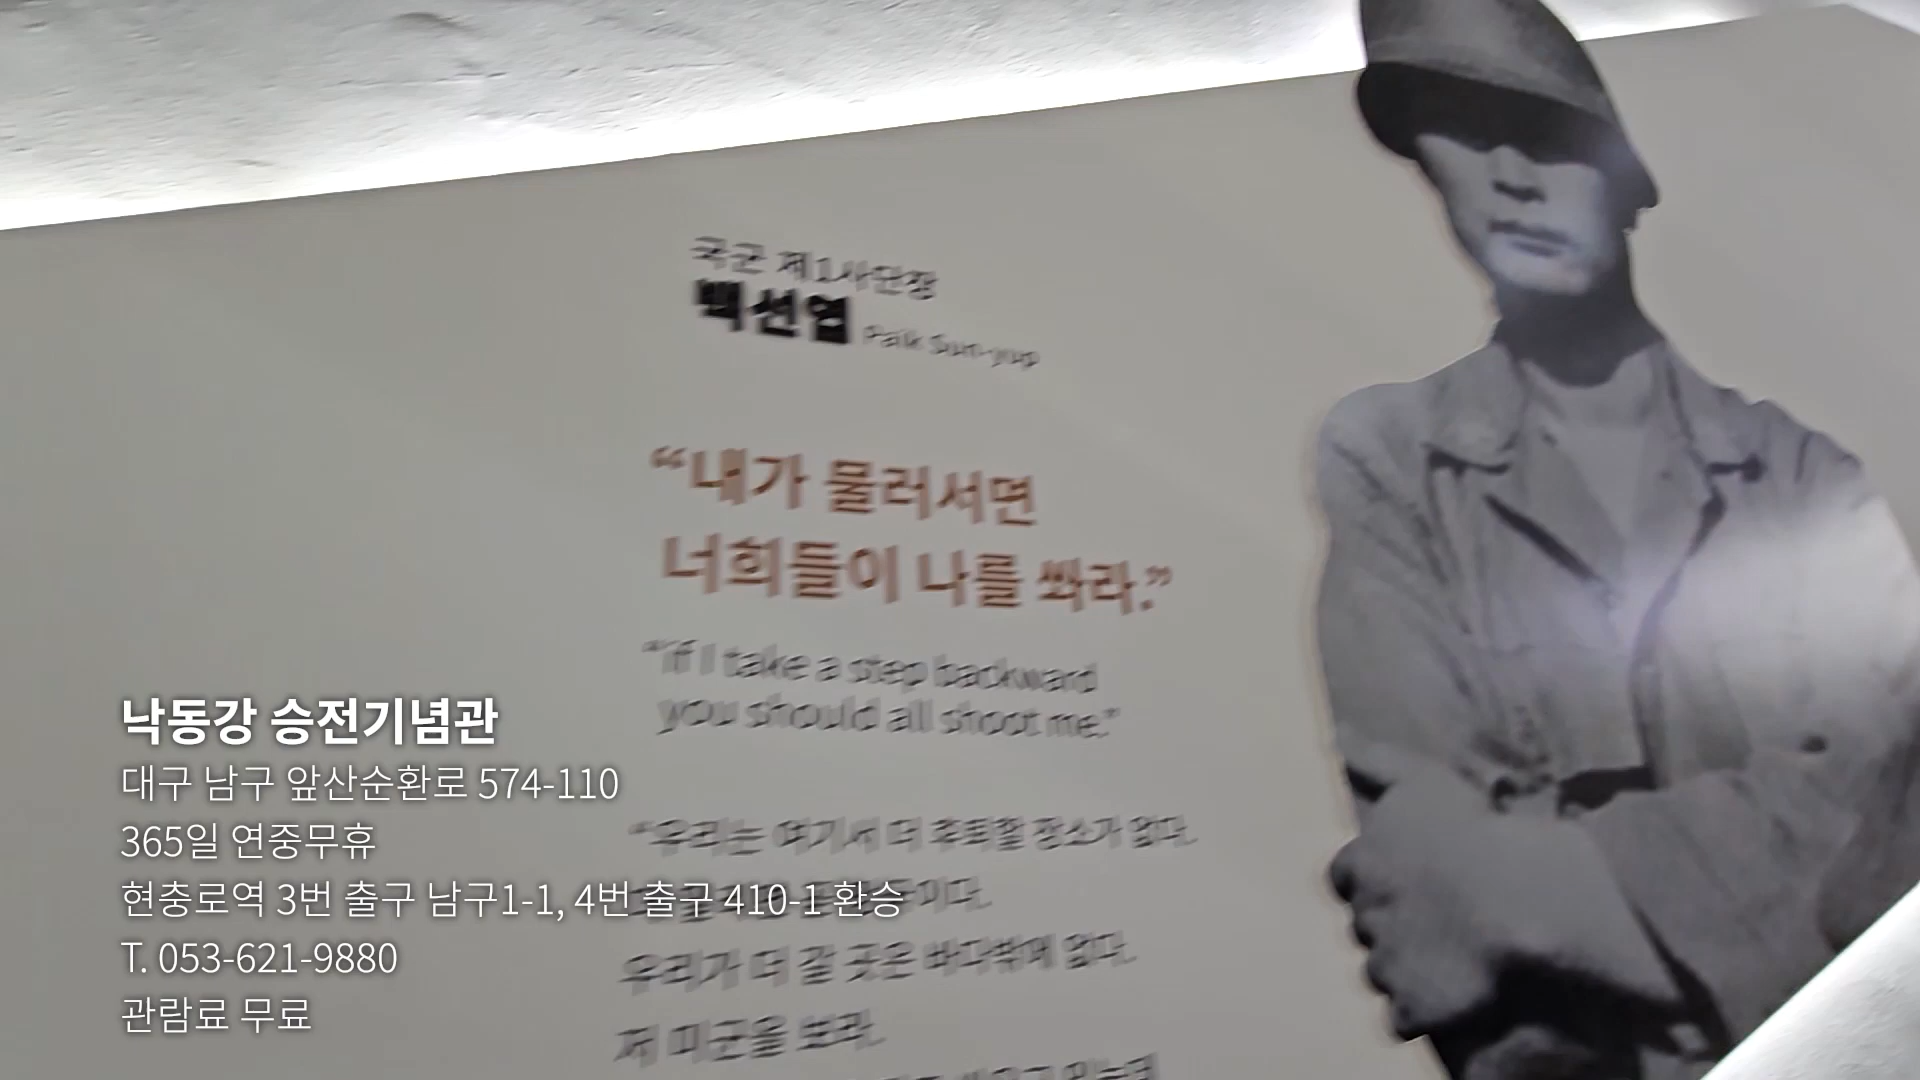 국군 제1사단장
백선엽 Paik Sun-yup
“내가 물러서면
너희들이 나를 쏴라.”
“If I take a step backward
you should all shoot me.”
“우리는 여기서 더 후퇴할 장소가 없다.
우리가 더 갈 곳은 바다밖에 없다.
저 미군을 보라.
낙동강 승전기념관
대구 남구 앞산순환로 574-110
365일 연중무휴
현충로역 3번 출구 남구1-1, 4번 출구 410-1 환승
T. 053-621-9880
관람료 무료